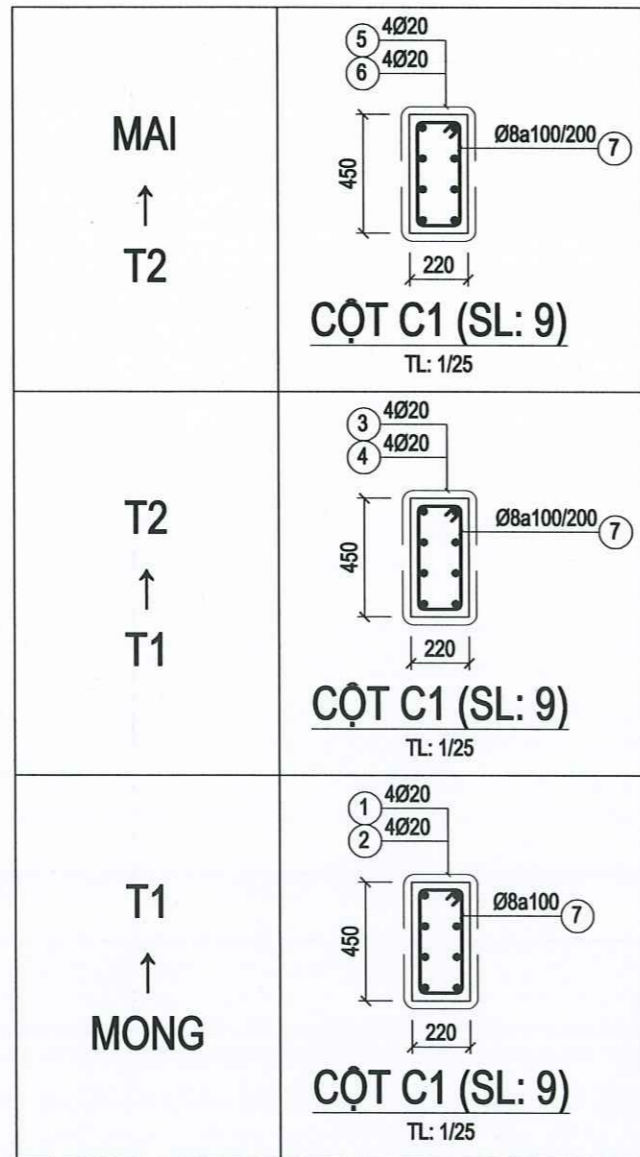 MAI
↑
T2
5 4Ø20
6 4Ø20
Ø8a100/200 7
450
220
CỘT C1 (SL: 9)
TL: 1/25
T2
↑
T1
3 4Ø20
4 4Ø20
Ø8a100/200 7
450
220
CỘT C1 (SL: 9)
TL: 1/25
T1
↑
MONG
1 4Ø20
2 4Ø20
Ø8a100 7
450
220
CỘT C1 (SL: 9)
TL: 1/25